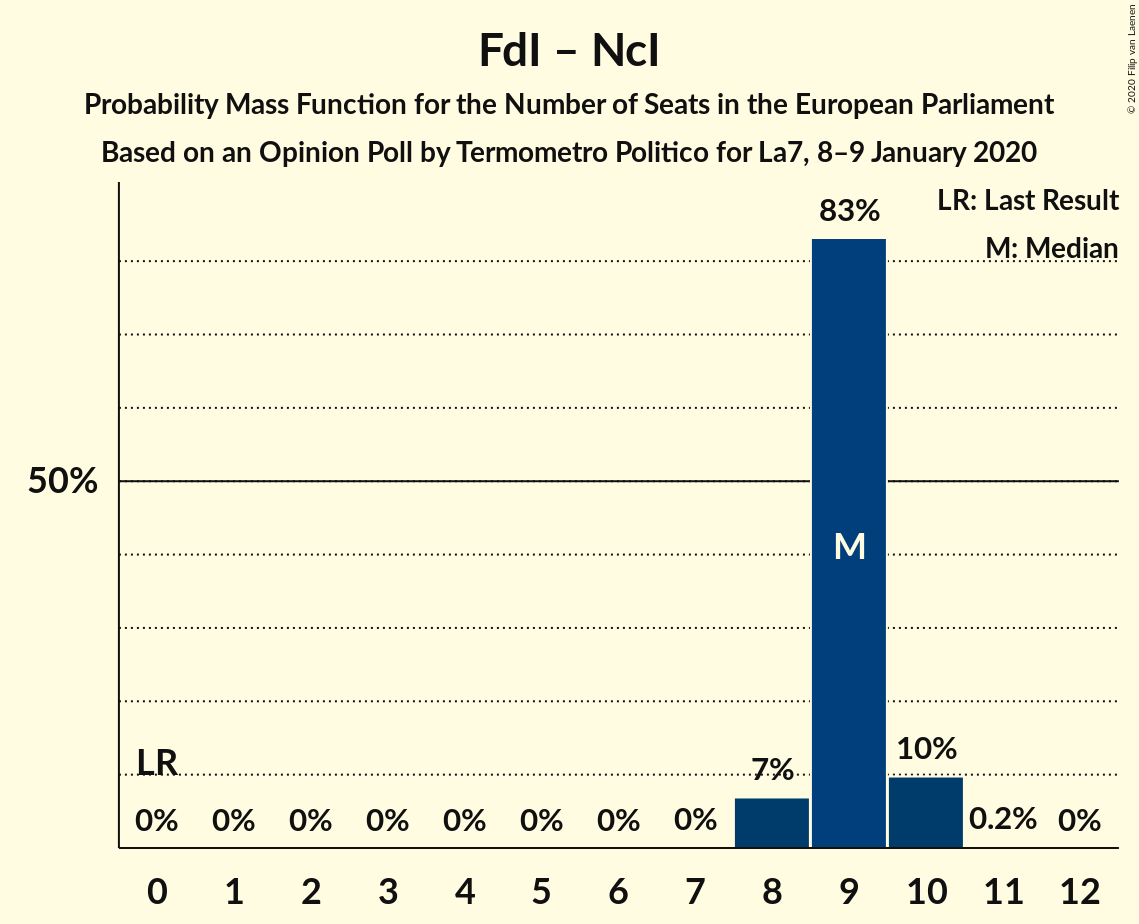 FdI – NcI
Probability Mass Function for the Number of Seats in the European Parliament
Based on an Opinion Poll by Termometro Politico for La7, 8–9 January 2020
© 2020 Filip van Laenen
LR: Last Result
M: Median
83%
50%
M
LR
7%
10%
0% 0% 0% 0% 0% 0% 0% 0% 0.2% 0%
0 1 2 3 4 5 6 7 8 9 10 11 12